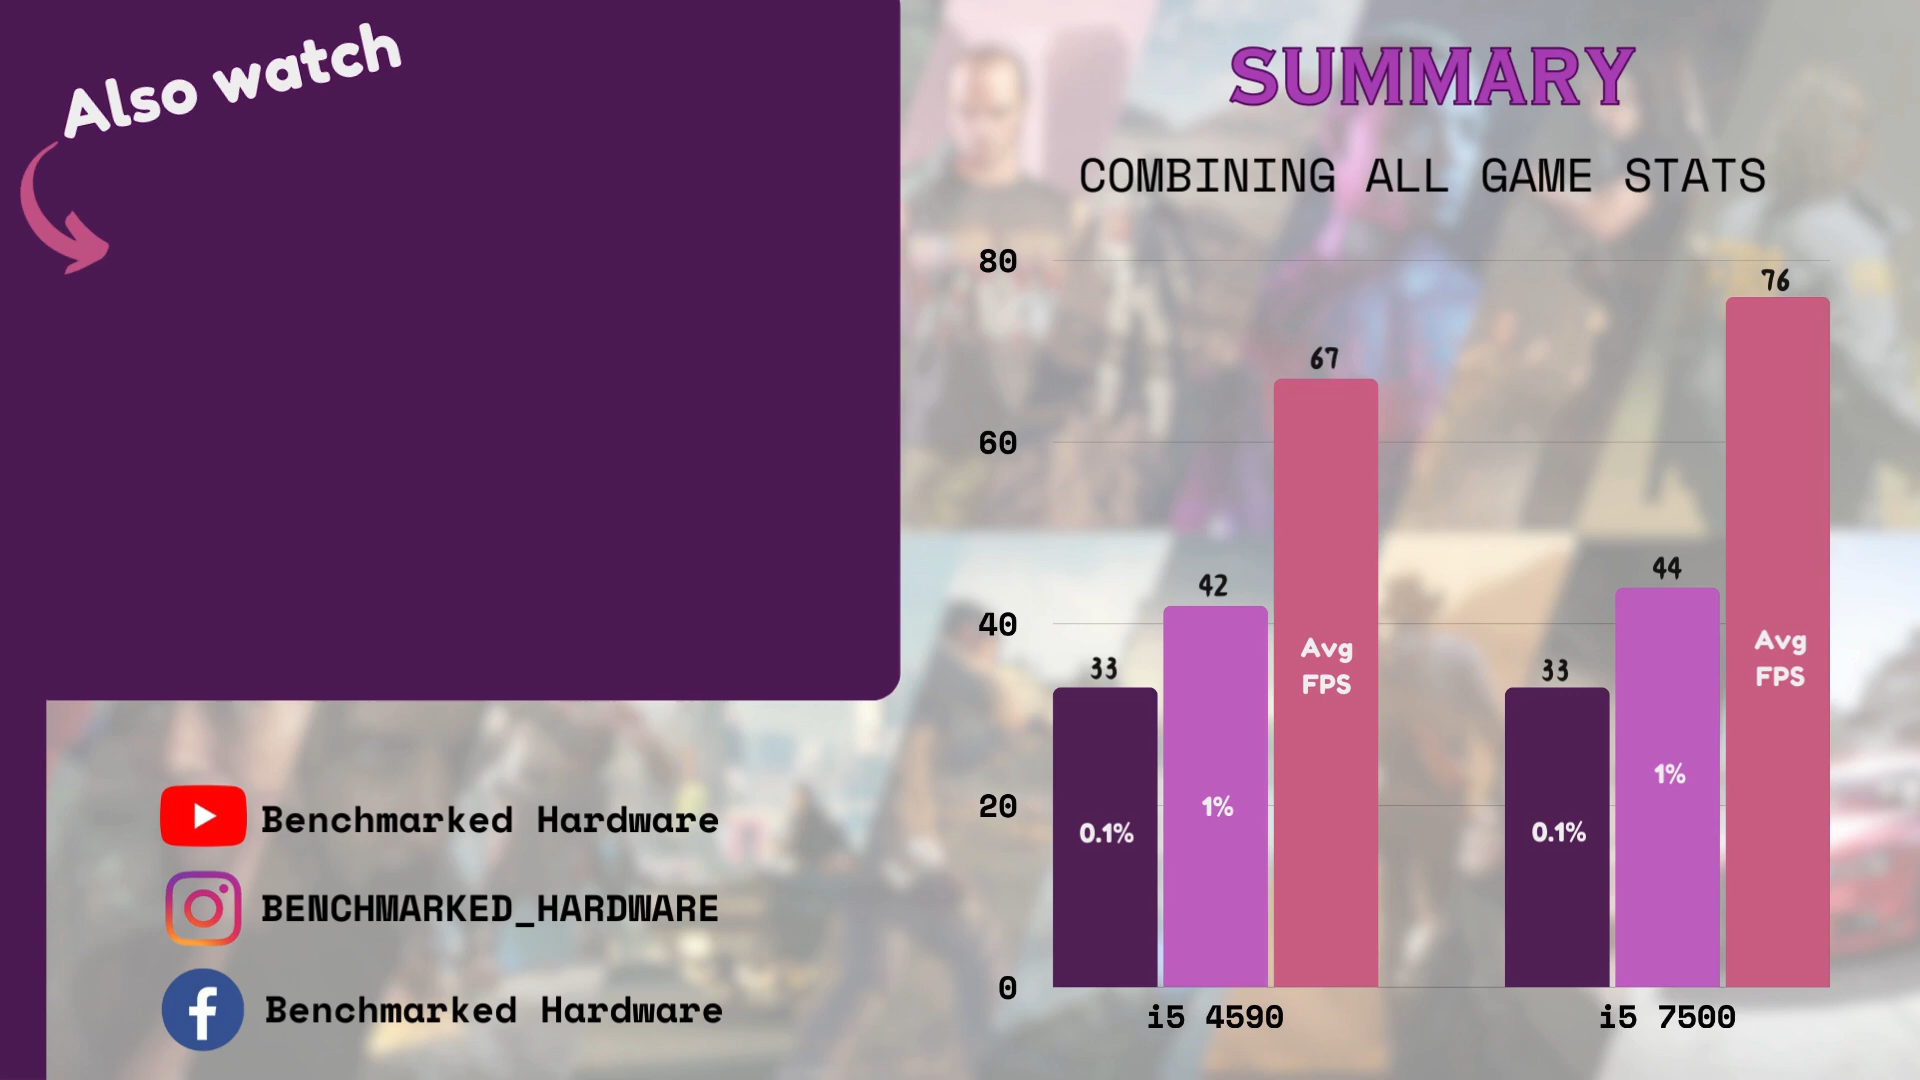 Also watch
SUMMARY
COMBINING ALL GAME STATS
80
60
40
20
0
33
42
67
33
44
76
0.1%
1%
Avg
FPS
0.1%
1%
Avg
FPS
i5 4590
i5 7500
Benchmarked Hardware
BENCHMARKED_HARDWARE
Benchmarked Hardware